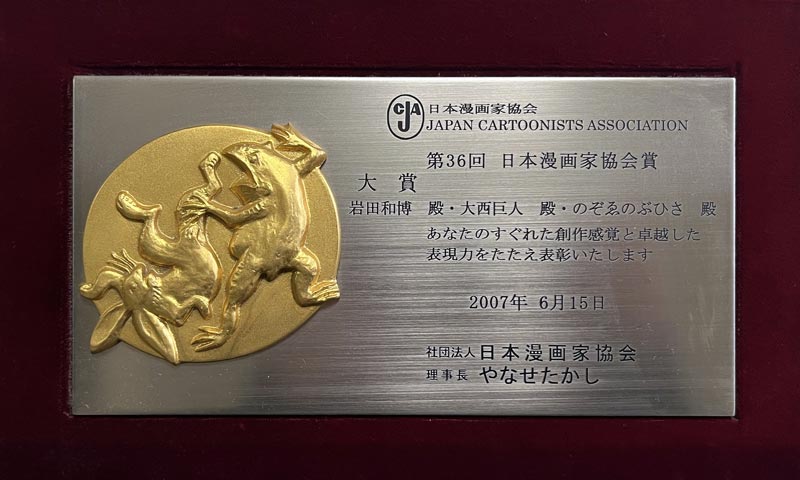 CJA
日本漫画家協会
JAPAN CARTOONISTS ASSOCIATION
第36回 日本漫画家協会賞
大賞
岩田和博 殿・大西巨人 殿・のぞゑのぶひさ 殿
あなたのすぐれた創作感覚と卓越した
表現力をたたえ表彰いたします
2007年 6月15日
社団法人 日本漫画家協会
理事長 やなせたかし